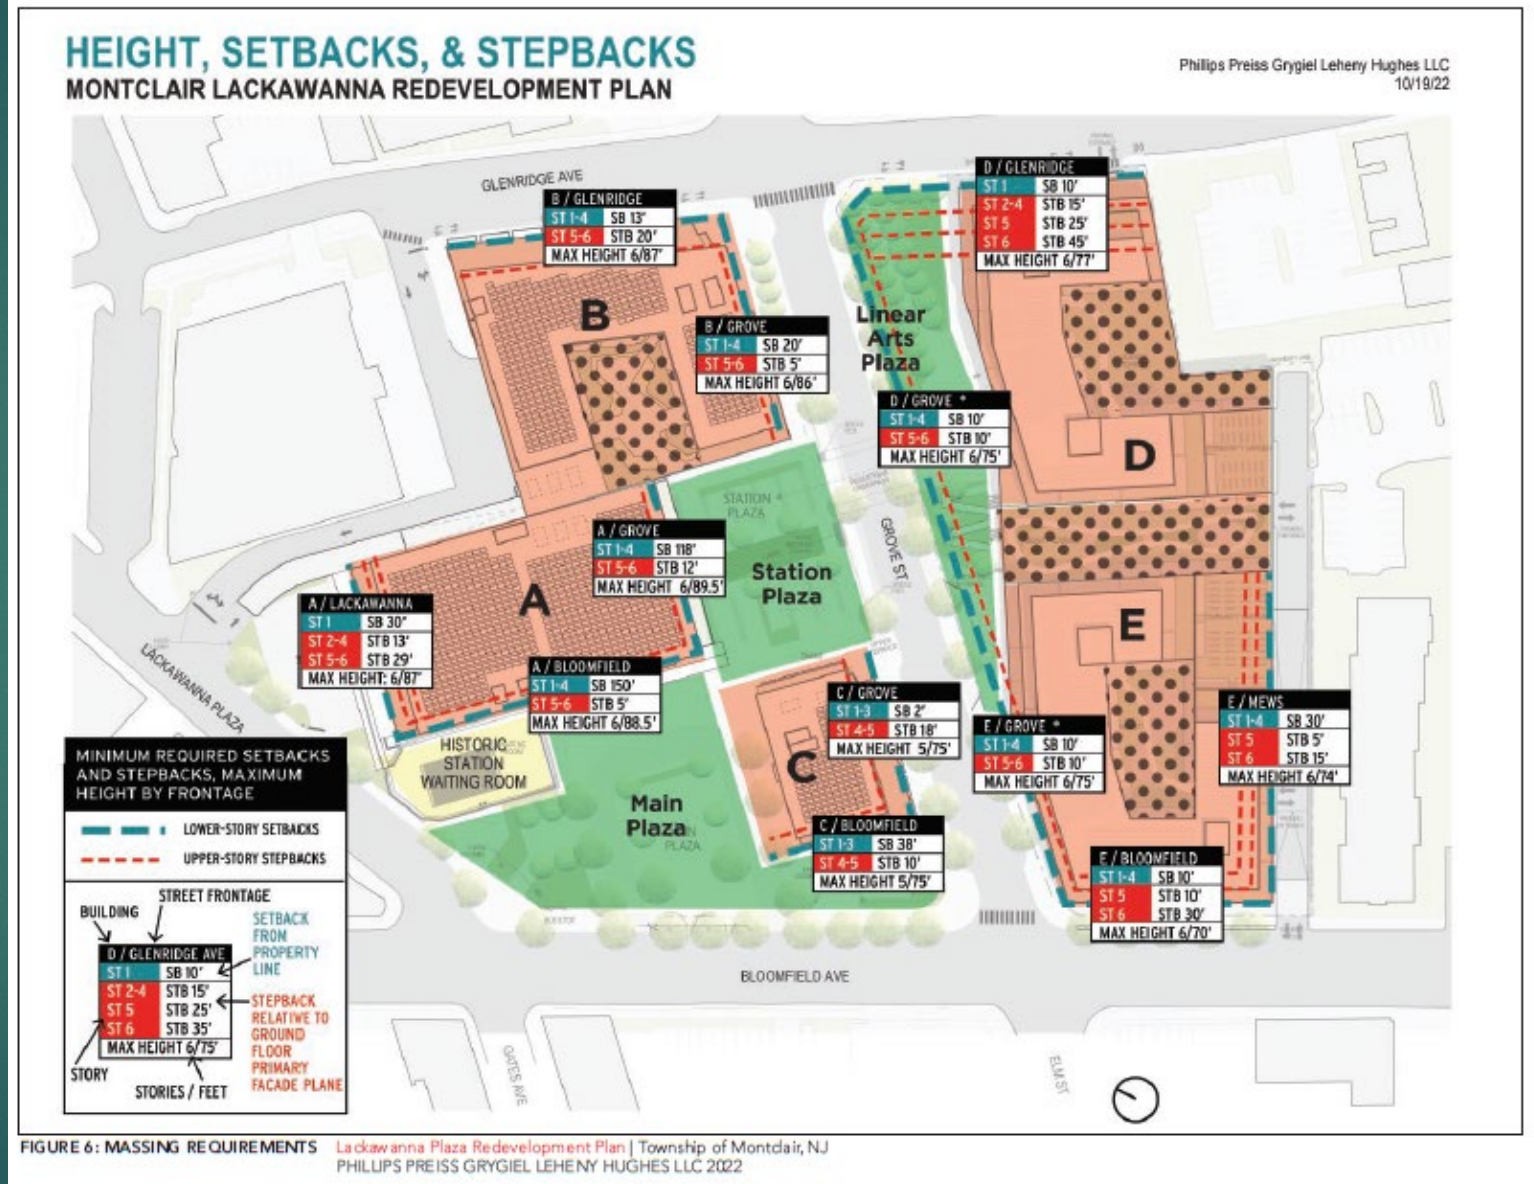 HEIGHT, SETBACKS, & STEPBACKS
MONTCLAIR LACKAWANNA REDEVELOPMENT PLAN
Phillips Preiss Grygiel Leheny Hughes LLC
10/19/22
GLENRIDGE AVE
B / GLENRIDGE
ST 1-4 SB 13'
ST 5-6 STB 20'
MAX HEIGHT 6/87'
D / GLENRIDGE
ST 1 SB 10'
ST 2-4 STB 15'
ST 5 STB 25'
ST 6 STB 45'
MAX HEIGHT 6/77'
B
B / GROVE
ST 1-4 SB 20'
ST 5-6 STB 5'
MAX HEIGHT 6/86'
Linear
Arts
Plaza
D / GROVE *
ST 1-4 SB 10'
ST 5-6 STB 10'
MAX HEIGHT 6/75'
D
STATION
PLAZA
GROVE ST
A / GROVE
ST 1-4 SB 118'
ST 5-6 STB 12'
MAX HEIGHT 6/89.5'
Station
Plaza
A
A / LACKAWANNA
ST 1 SB 30"
ST 2-4 STB 13'
ST 5-6 STB 29'
MAX HEIGHT: 6/87'
E
LACKAWANNA PLAZA
A / BLOOMFIELD
ST 1-4 SB 150'
ST 5-6 STB 5'
MAX HEIGHT 6/88.5'
C / GROVE
ST 1-3 SB 2'
ST 4-5 STB 18'
MAX HEIGHT 5/75'
E / GROVE *
ST 1-4 SB 10'
ST 5-6 STB 10'
MAX HEIGHT 6/75'
E / MEWS
ST 1-4 SB 30'
ST 5 STB 5'
ST 6 STB 15'
MAX HEIGHT 6/74'
HISTORIC
STATION
WAITING ROOM
C
Main
Plaza
PLAZA
C / BLOOMFIELD
ST 1-3 SB 38'
ST 4-5 STB 10'
MAX HEIGHT 5/75'
E / BLOOMFIELD
ST 1-4 SB 10'
ST 5 STB 10'
ST 6 STB 30'
MAX HEIGHT 6/70'
BLOOMFIELD AVE
GATES AVE
ELM ST
MINIMUM REQUIRED SETBACKS
AND STEPBACKS, MAXIMUM
HEIGHT BY FRONTAGE
LOWER-STORY SETBACKS
UPPER-STORY STEPBACKS
STREET FRONTAGE
BUILDING
SETBACK
FROM
PROPERTY
LINE
D / GLENRIDGE AVE
ST 1 SB 10'
ST 2-4 STB 15'
ST 5 STB 25'
ST 6 STB 35'
MAX HEIGHT 6/75'
STEPBACK
RELATIVE TO
GROUND
FLOOR
PRIMARY
FACADE PLANE
STORY
STORIES / FEET
FIGURE 6: MASSING REQUIREMENTS Lackawanna Plaza Redevelopment Plan | Township of Montclair, NJ
PHILLIPS PREISS GRYGIEL LEHENY HUGHES LLC 2022